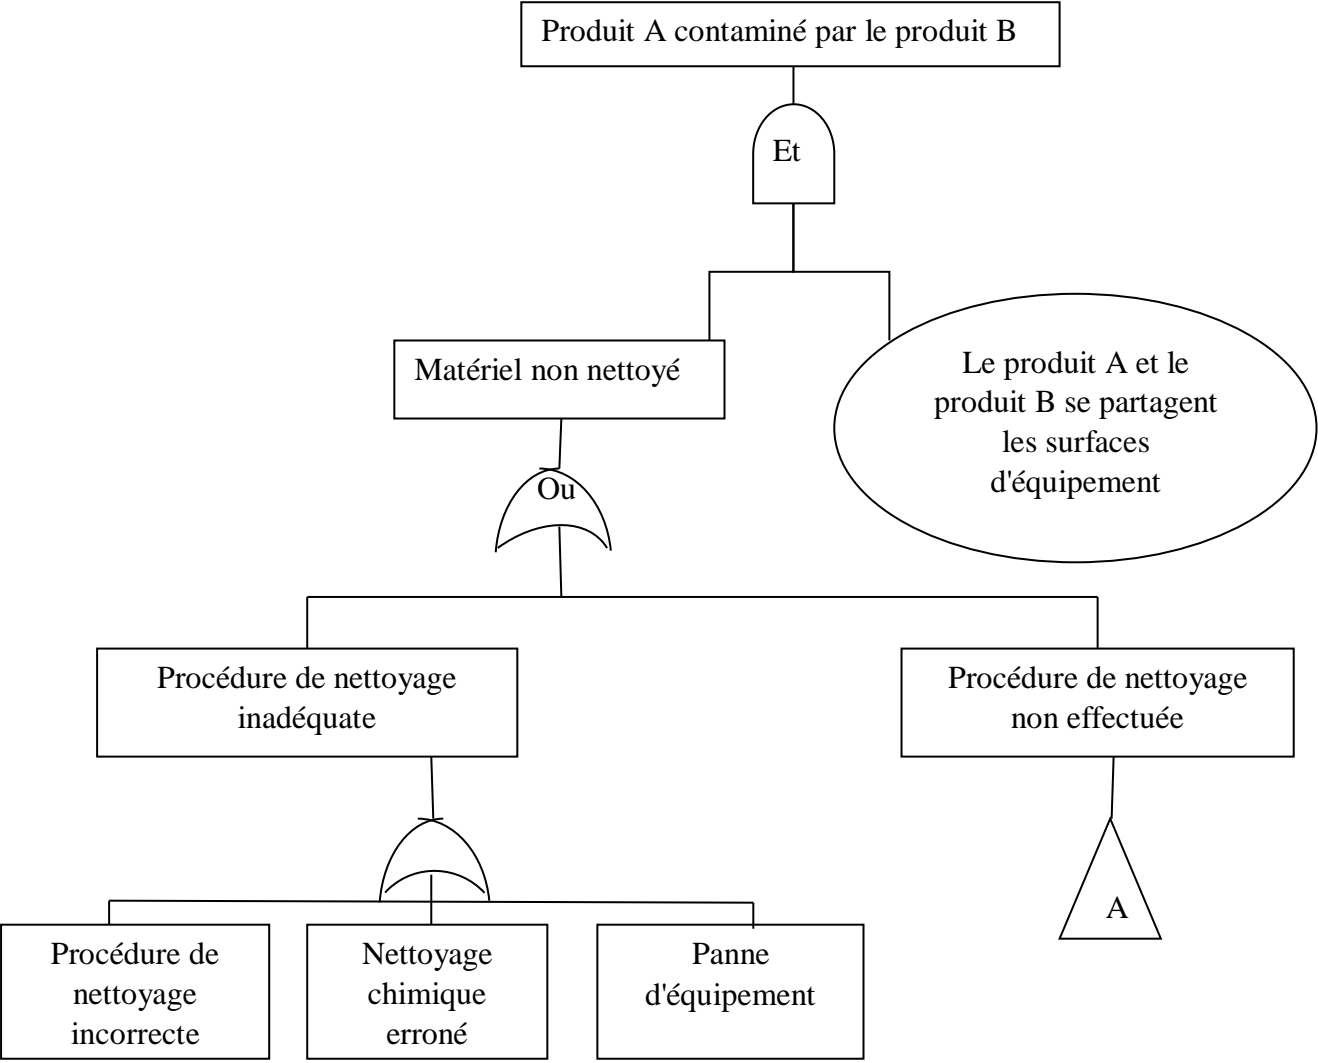 Produit A contaminé par le produit B
Et
Matériel non nettoyé
Le produit A et le
produit B se partagent
les surfaces
d'équipement
Ou
Procédure de nettoyage
inadéquate
Procédure de nettoyage
non effectuée
A
Procédure de
nettoyage
incorrecte
Nettoyage
chimique
erroné
Panne
d'équipement